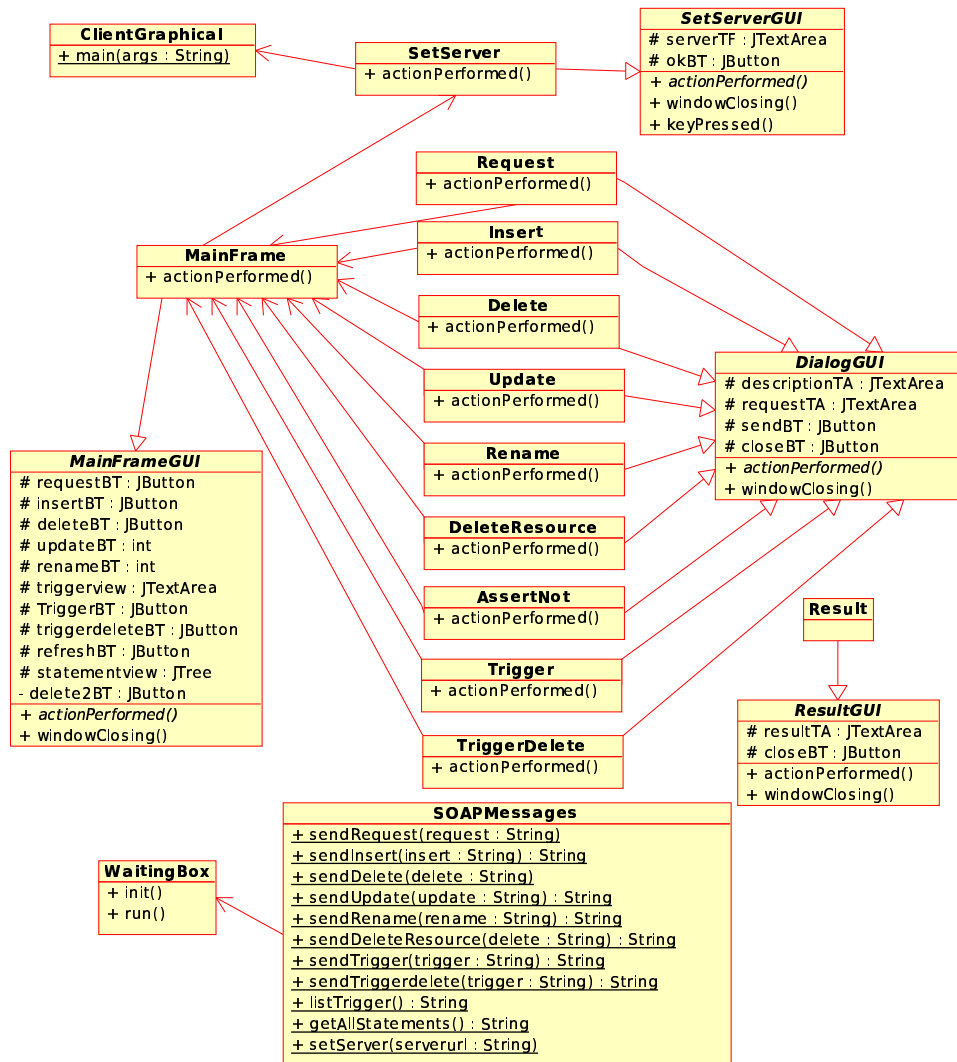 ClientGraphical
+ main(args : String)
SetServer
+ actionPerformed()
SetServerGUI
# serverTF : JTextArea
# okBT : JButton
+ actionPerformed()
+ windowClosing()
+ keyPressed()
Request
+ actionPerformed()
Insert
+ actionPerformed()
MainFrame
+ actionPerformed()
Delete
+ actionPerformed()
Update
+ actionPerformed()
DialogGUI
# descriptionTA : JTextArea
# requestTA : JTextArea
# sendBT : JButton
# closeBT : JButton
+ actionPerformed()
+ windowClosing()
Rename
+ actionPerformed()
MainFrameGUI
# requestBT : JButton
# insertBT : JButton
# deleteBT : JButton
# updateBT : int
# renameBT : int
# triggerview : JTextArea
# TriggerBT : JButton
# triggerdeleteBT : JButton
# refreshBT : JButton
# statementview : JTree
- delete2BT : JButton
+ actionPerformed()
+ windowClosing()
DeleteResource
+ actionPerformed()
AssertNot
+ actionPerformed()
Result
Trigger
+ actionPerformed()
ResultGUI
# resultTA : JTextArea
# closeBT : JButton
+ actionPerformed()
+ windowClosing()
TriggerDelete
+ actionPerformed()
SOAPMessages
+ sendRequest(request : String)
+ sendInsert(insert : String) : String
+ sendDelete(delete : String)
+ sendUpdate(update : String) : String
+ sendRename(rename : String) : String
+ sendDeleteResource(delete : String) : String
+ sendTrigger(trigger : String) : String
+ sendTriggerdelete(trigger : String) : String
+ listTrigger() : String
+ getAllStatements() : String
+ setServer(serverurl : String)
WaitingBox
+ init()
+ run()